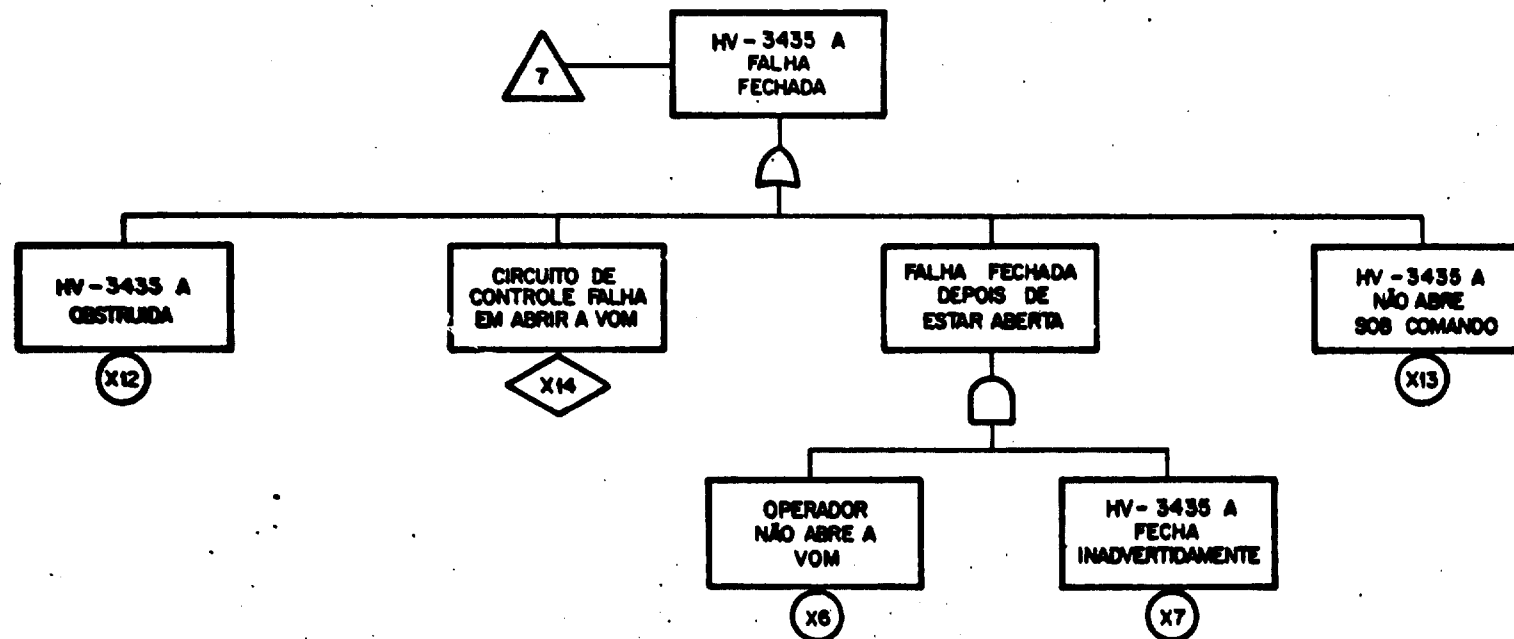 HV-3435 A
FALHA
FECHADA
7
HV-3435 A
OBSTRUIDA
X12
CIRCUITO DE
CONTROLE FALHA
EM ABRIR A VOM
X14
FALHA FECHADA
DEPOIS DE
ESTAR ABERTA
HV-3435 A
NÃO ABRE
SOB COMANDO
X13
OPERADOR
NÃO ABRE A
VOM
X6
HV-3435 A
FECHA
INADVERTIDAMENTE
X7